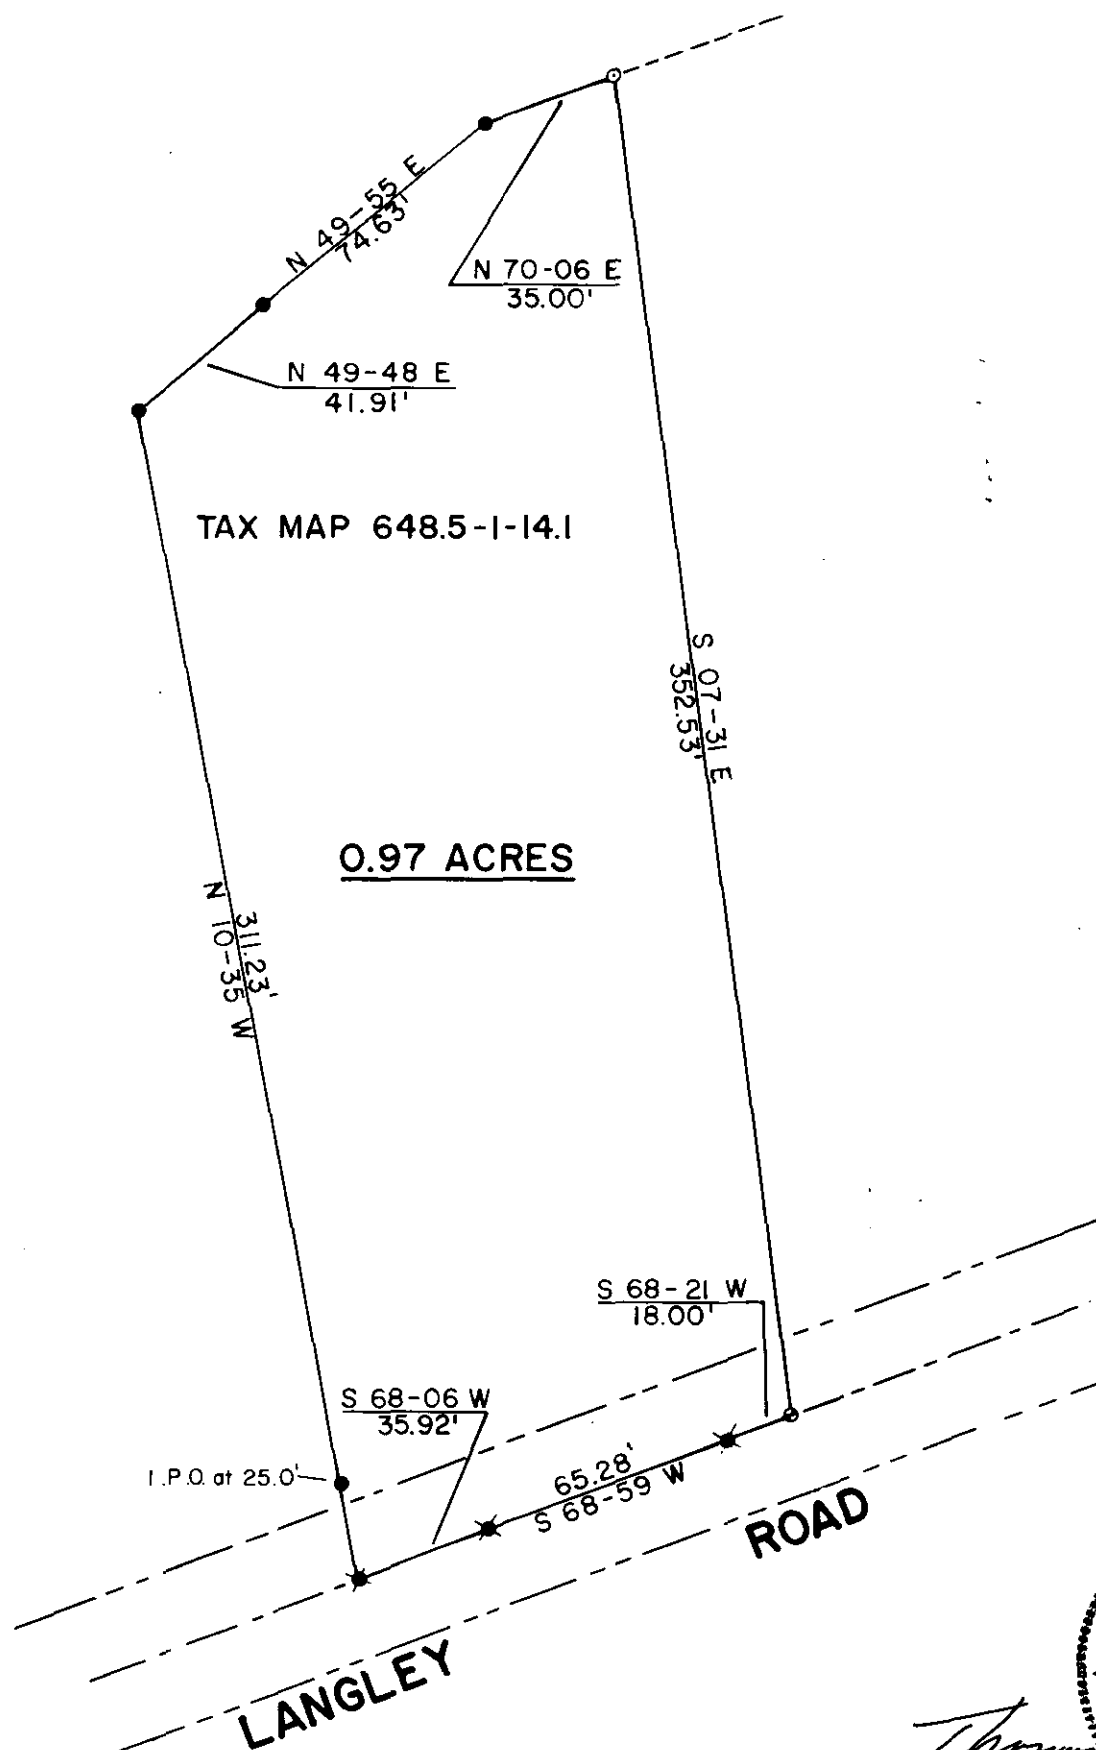 N 49-55 E
74.63'
N 70-06 E
35.00'
N 49-48 E
41.91'
TAX MAP 648.5-1-14.1
S 07-31 E
352.53'
0.97 ACRES
311.23'
N 10-35 W
S 68-21 W
18.00'
S 68-06 W
35.92'
I.P.O. at 25.0'
65.28'
S 68-59 W
LANGLEY ROAD